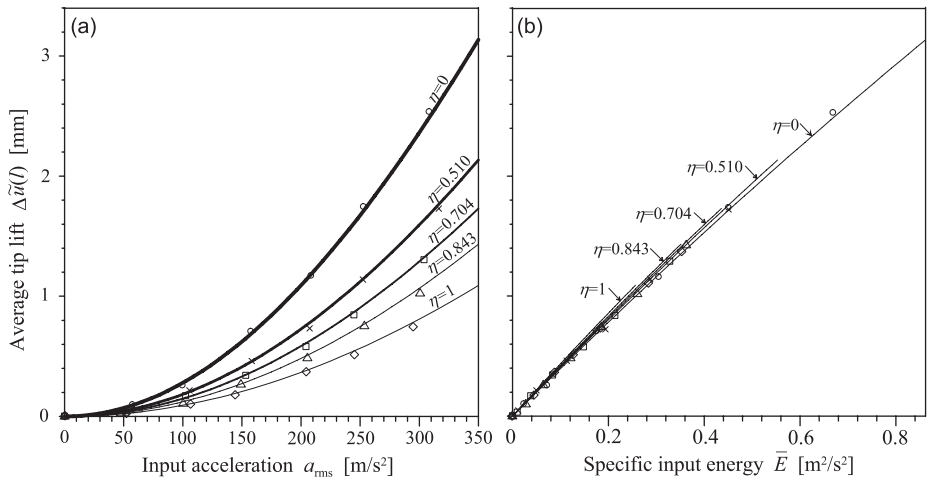 (a)
(b)
3
2
1
0
Average tip lift Δũ(l) [mm]
η=0
η=0.510
η=0.704
η=0.843
η=1
η=0
η=0.510
η=0.704
η=0.843
η=1
0 50 100 150 200 250 300 350
0 0.2 0.4 0.6 0.8
Input acceleration aᵣₘₛ [m/s²]
Specific input energy E̅ [m²/s²]